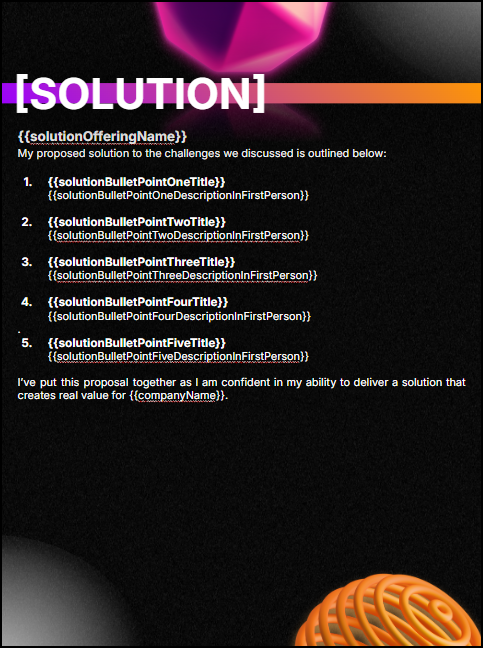 [SOLUTION]
{{solutionOfferingName}}
My proposed solution to the challenges we discussed is outlined below:
1. {{solutionBulletPointOneTitle}}
{{solutionBulletPointOneDescriptionInFirstPerson}}
2. {{solutionBulletPointTwoTitle}}
{{solutionBulletPointTwoDescriptionInFirstPerson}}
3. {{solutionBulletPointThreeTitle}}
{{solutionBulletPointThreeDescriptionInFirstPerson}}
4. {{solutionBulletPointFourTitle}}
{{solutionBulletPointFourDescriptionInFirstPerson}}
.
5. {{solutionBulletPointFiveTitle}}
{{solutionBulletPointFiveDescriptionInFirstPerson}}
I've put this proposal together as I am confident in my ability to deliver a solution that
creates real value for {{companyName}}.